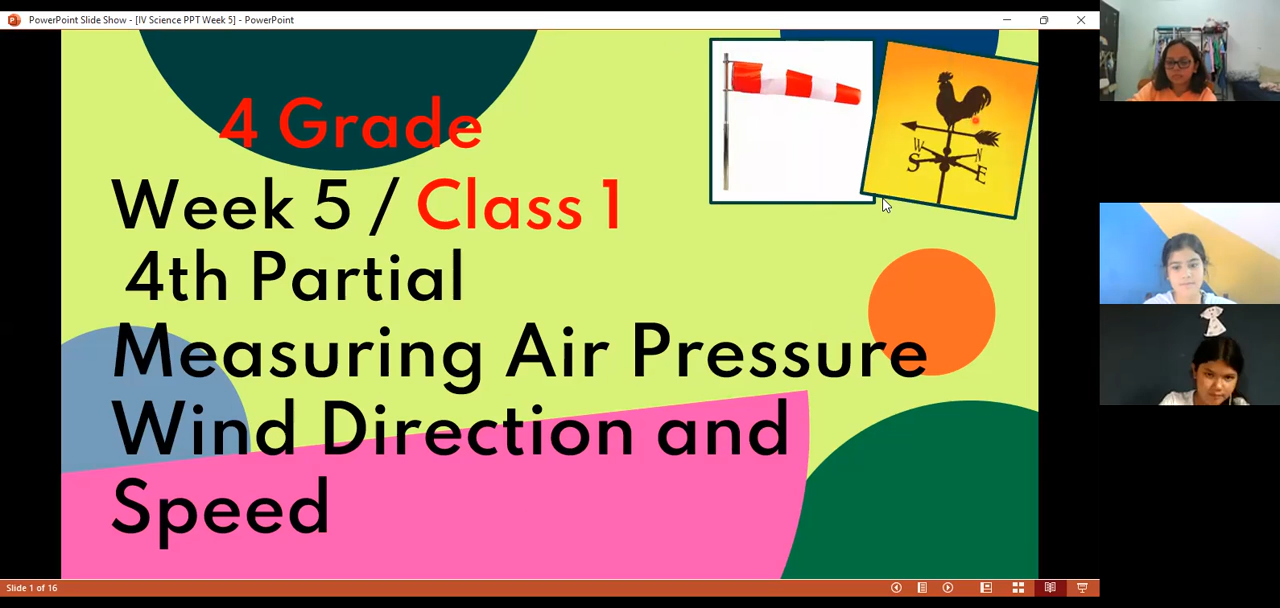 PowerPoint Slide Show - [IV Science PPT Week 5] - PowerPoint
4 Grade
Week 5 / Class 1
4th Partial
Measuring Air Pressure
Wind Direction and
Speed
W N
S E
Slide 1 of 16